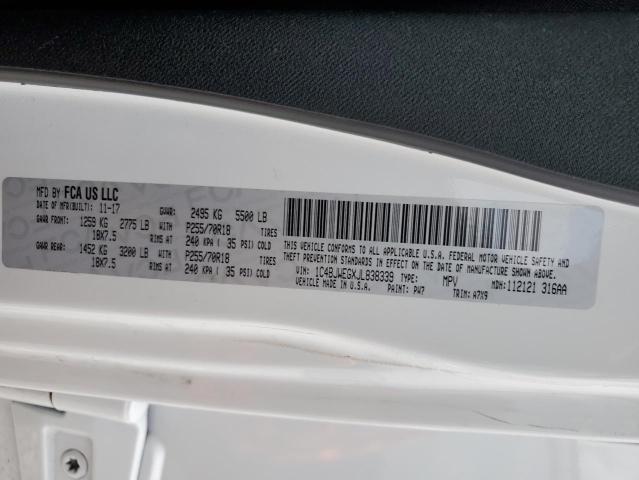 MFD BY FCA US LLC
DATE OF MFR(BUILT): 11-17 GVWR: 2495 KG 5500 LB
GAWR FRONT: 1259 KG 2775 LB WITH P255/70R18 TIRES
18X7.5 RIMS AT 240 KPA ( 35 PSI) COLD
GAWR REAR: 1452 KG 3200 LB WITH P255/70R18 TIRES
18X7.5 RIMS AT 240 KPA ( 35 PSI) COLD
THIS VEHICLE CONFORMS TO ALL APPLICABLE U.S.A. FEDERAL MOTOR VEHICLE SAFETY AND
THEFT PREVENTION STANDARDS IN EFFECT ON THE DATE OF MANUFACTURE SHOWN ABOVE.
VIN: 1C4BJWEGXJL838339 TYPE: MPV MDH: 112121 316AA
VEHICLE MADE IN U.S.A. PAINT: PW7 TRIM: A7X9